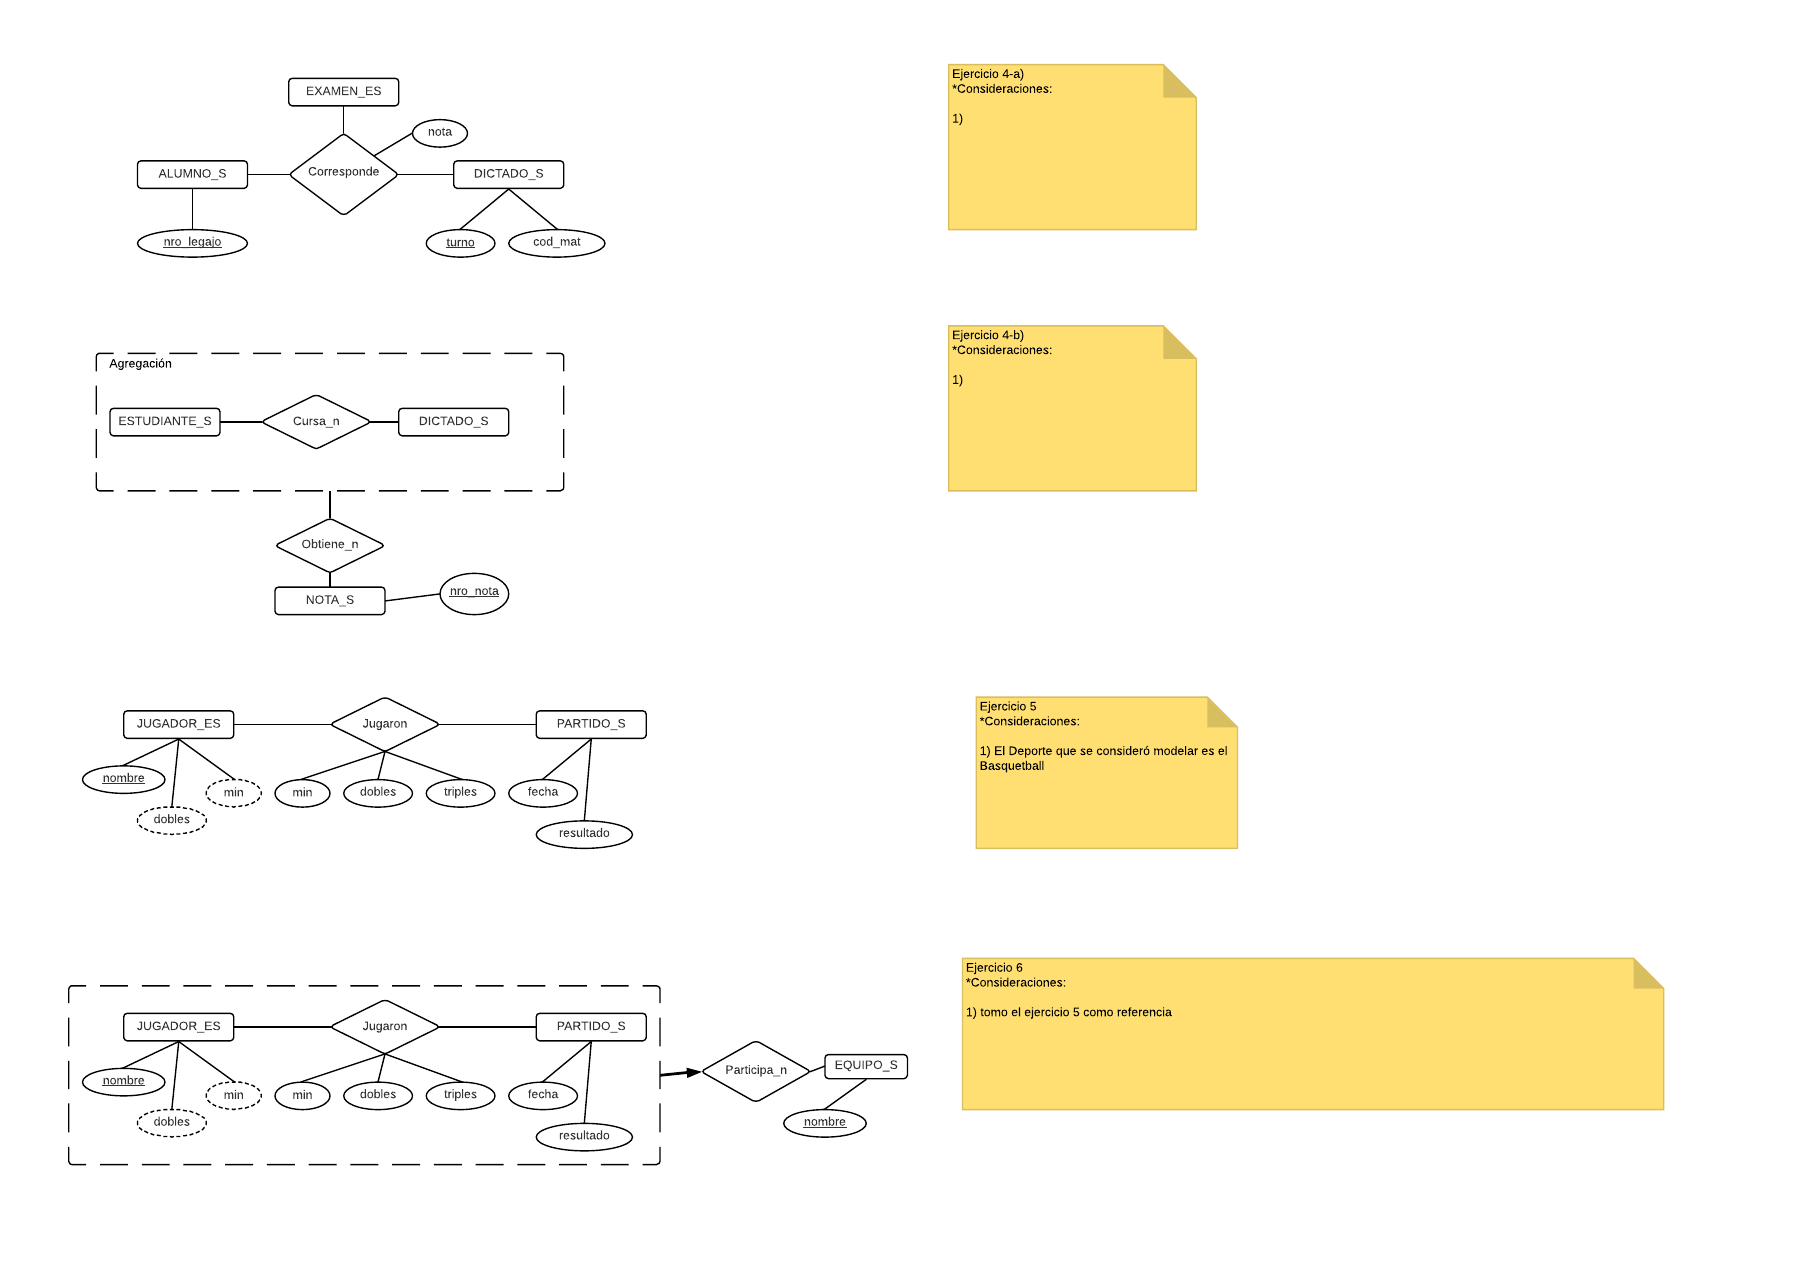 EXAMEN_ES
nota
ALUMNO_S
Corresponde
DICTADO_S
nro_legajo
turno
cod_mat
Ejercicio 4-a)
*Consideraciones:
1)
Agregación
ESTUDIANTE_S
Cursa_n
DICTADO_S
Obtiene_n
NOTA_S
nro_nota
Ejercicio 4-b)
*Consideraciones:
1)
JUGADOR_ES
Jugaron
PARTIDO_S
nombre
min
min
dobles
triples
fecha
dobles
resultado
Ejercicio 5
*Consideraciones:
1) El Deporte que se consideró modelar es el
Basquetball
JUGADOR_ES
Jugaron
PARTIDO_S
Participa_n
EQUIPO_S
nombre
min
min
dobles
triples
fecha
dobles
resultado
nombre
Ejercicio 6
*Consideraciones:
1) tomo el ejercicio 5 como referencia